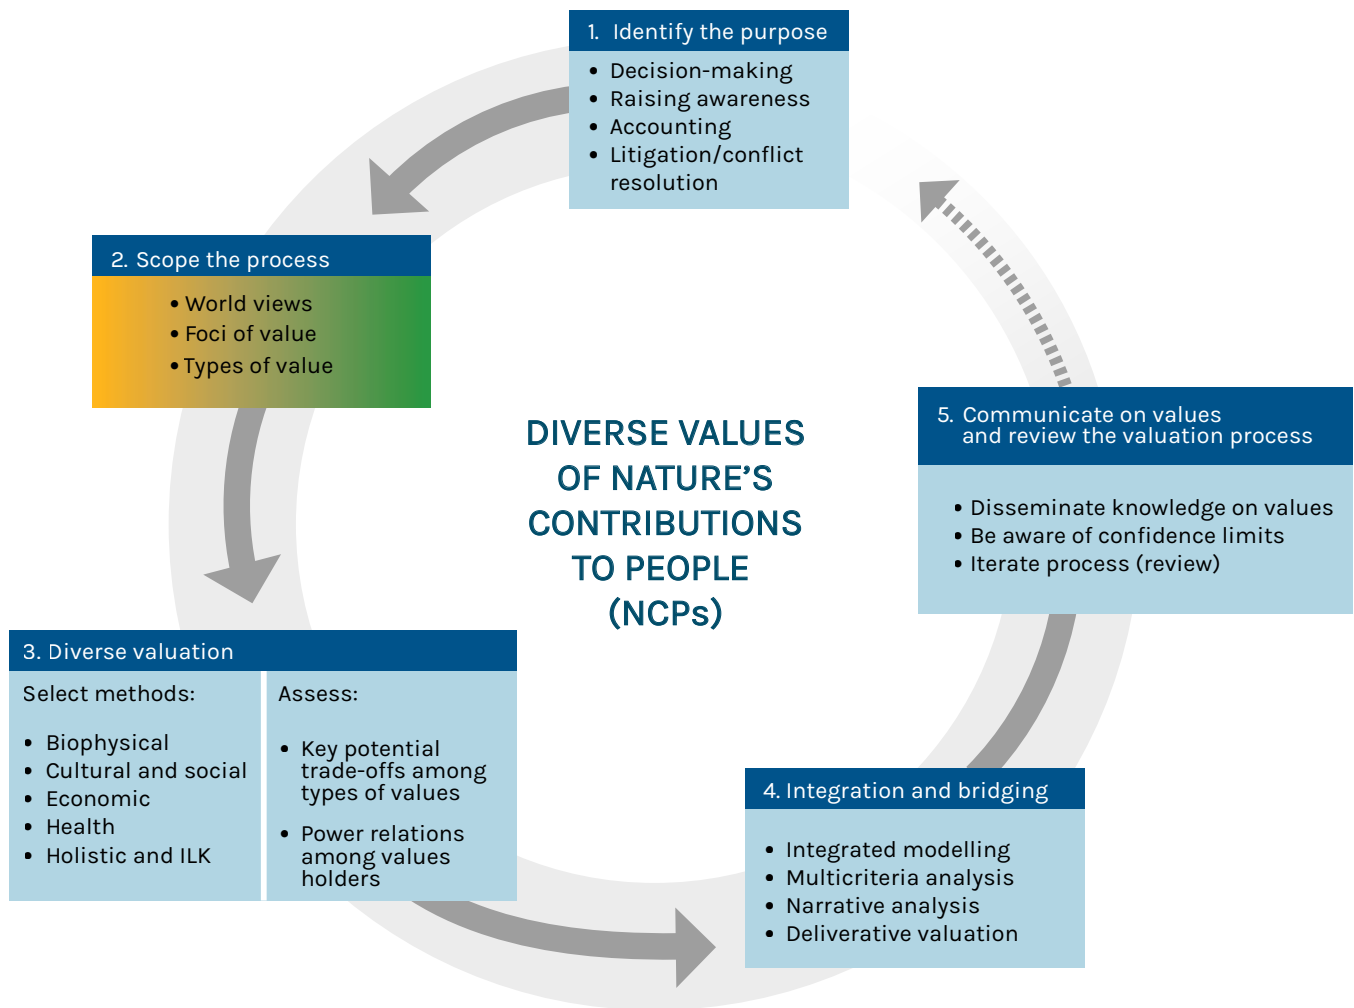 1. Identify the purpose
• Decision-making
• Raising awareness
• Accounting
• Litigation/conflict
resolution
2. Scope the process
• World views
• Foci of value
• Types of value
DIVERSE VALUES
OF NATURE’S
CONTRIBUTIONS
TO PEOPLE
(NCPs)
3. Diverse valuation
Select methods:
• Biophysical
• Cultural and social
• Economic
• Health
• Holistic and ILK
Assess:
• Key potential
trade-offs among
types of values
• Power relations
among values
holders
4. Integration and bridging
• Integrated modelling
• Multicriteria analysis
• Narrative analysis
• Deliverative valuation
5. Communicate on values
and review the valuation process
• Disseminate knowledge on values
• Be aware of confidence limits
• Iterate process (review)